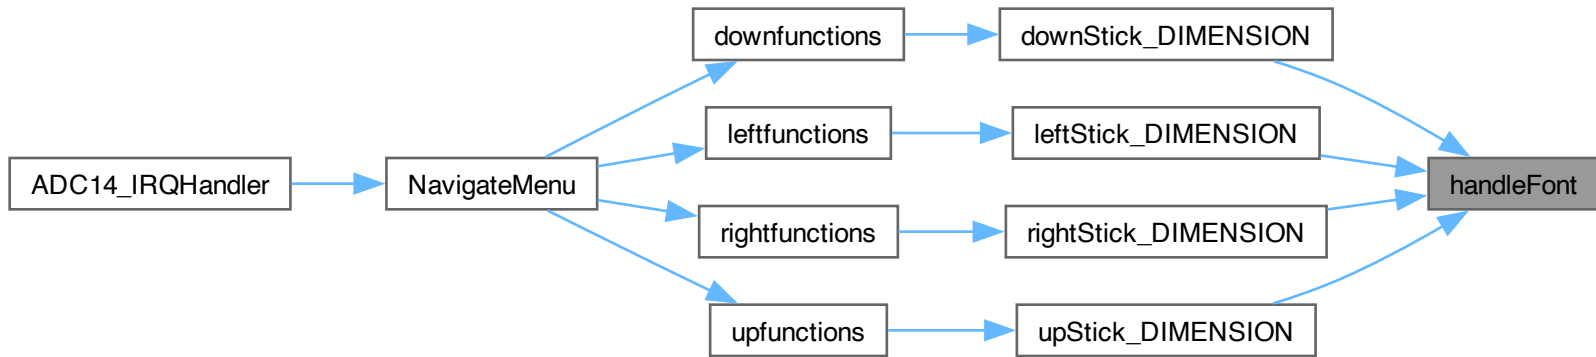 downfunctions
downStick_DIMENSION
leftfunctions
leftStick_DIMENSION
ADC14_IRQHandler
NavigateMenu
handleFont
rightfunctions
rightStick_DIMENSION
upfunctions
upStick_DIMENSION